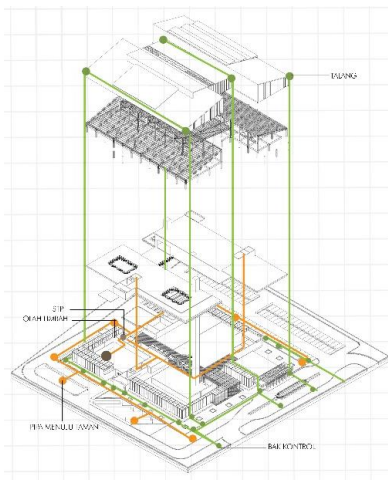 TALANG
STP
OLAH LIMBAH
PIPA MENUJU TAMAN
BAK KONTROL